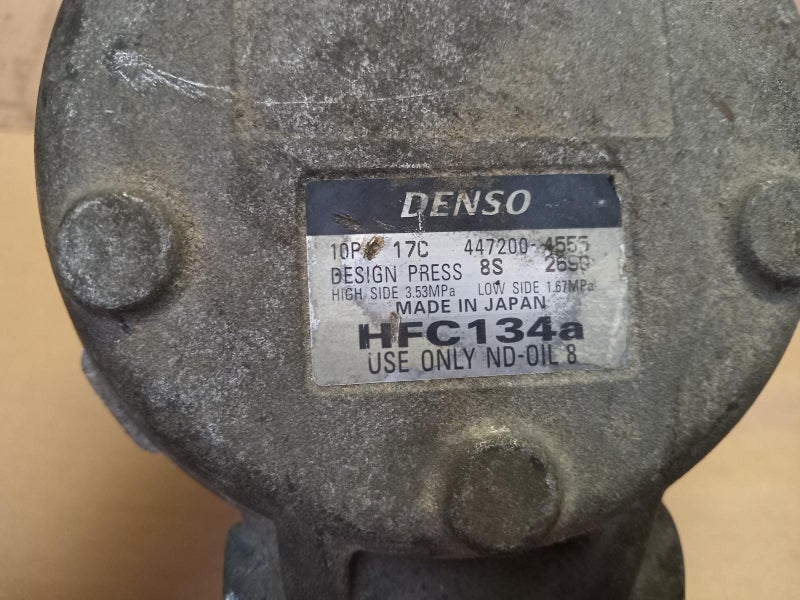 DENSO
10P 17C 447200-4555
DESIGN PRESS 8S
HIGH SIDE 3.53MPa LOW SIDE 1.67MPa
MADE IN JAPAN
HFC134a
USE ONLY ND-OIL 8